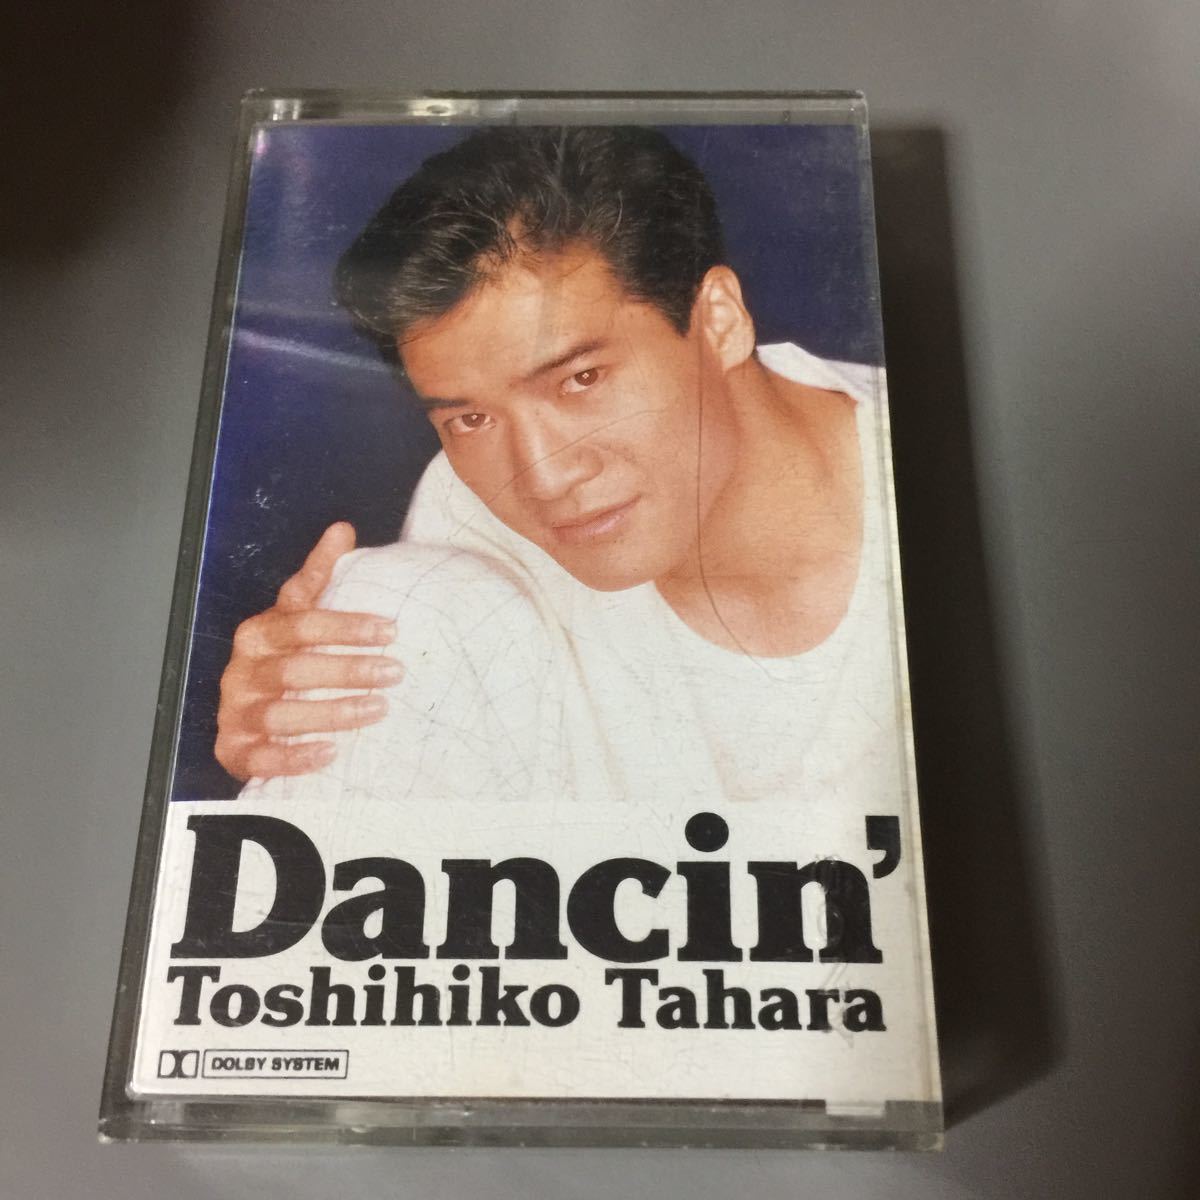 Dancin'
Toshihiko Tahara
DOLBY SYSTEM